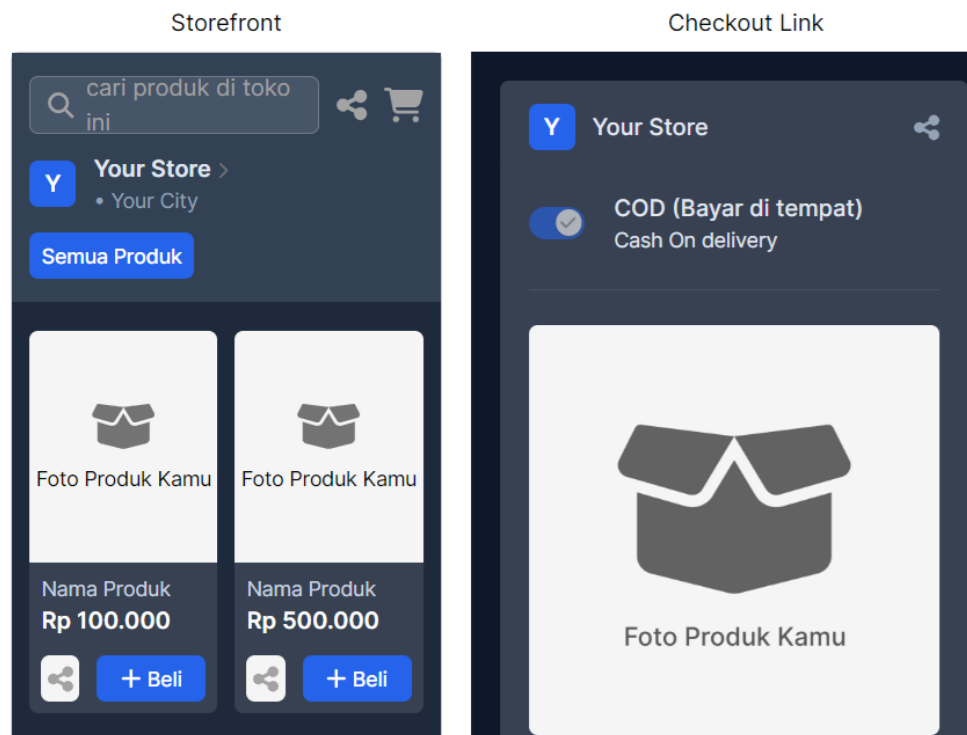 Storefront
cari produk di toko
ini
Y
Your Store
• Your City
Semua Produk
Foto Produk Kamu
Foto Produk Kamu
Nama Produk
Rp 100.000
Nama Produk
Rp 500.000
+ Beli
+ Beli
Checkout Link
Y
Your Store
COD (Bayar di tempat)
Cash On delivery
Foto Produk Kamu